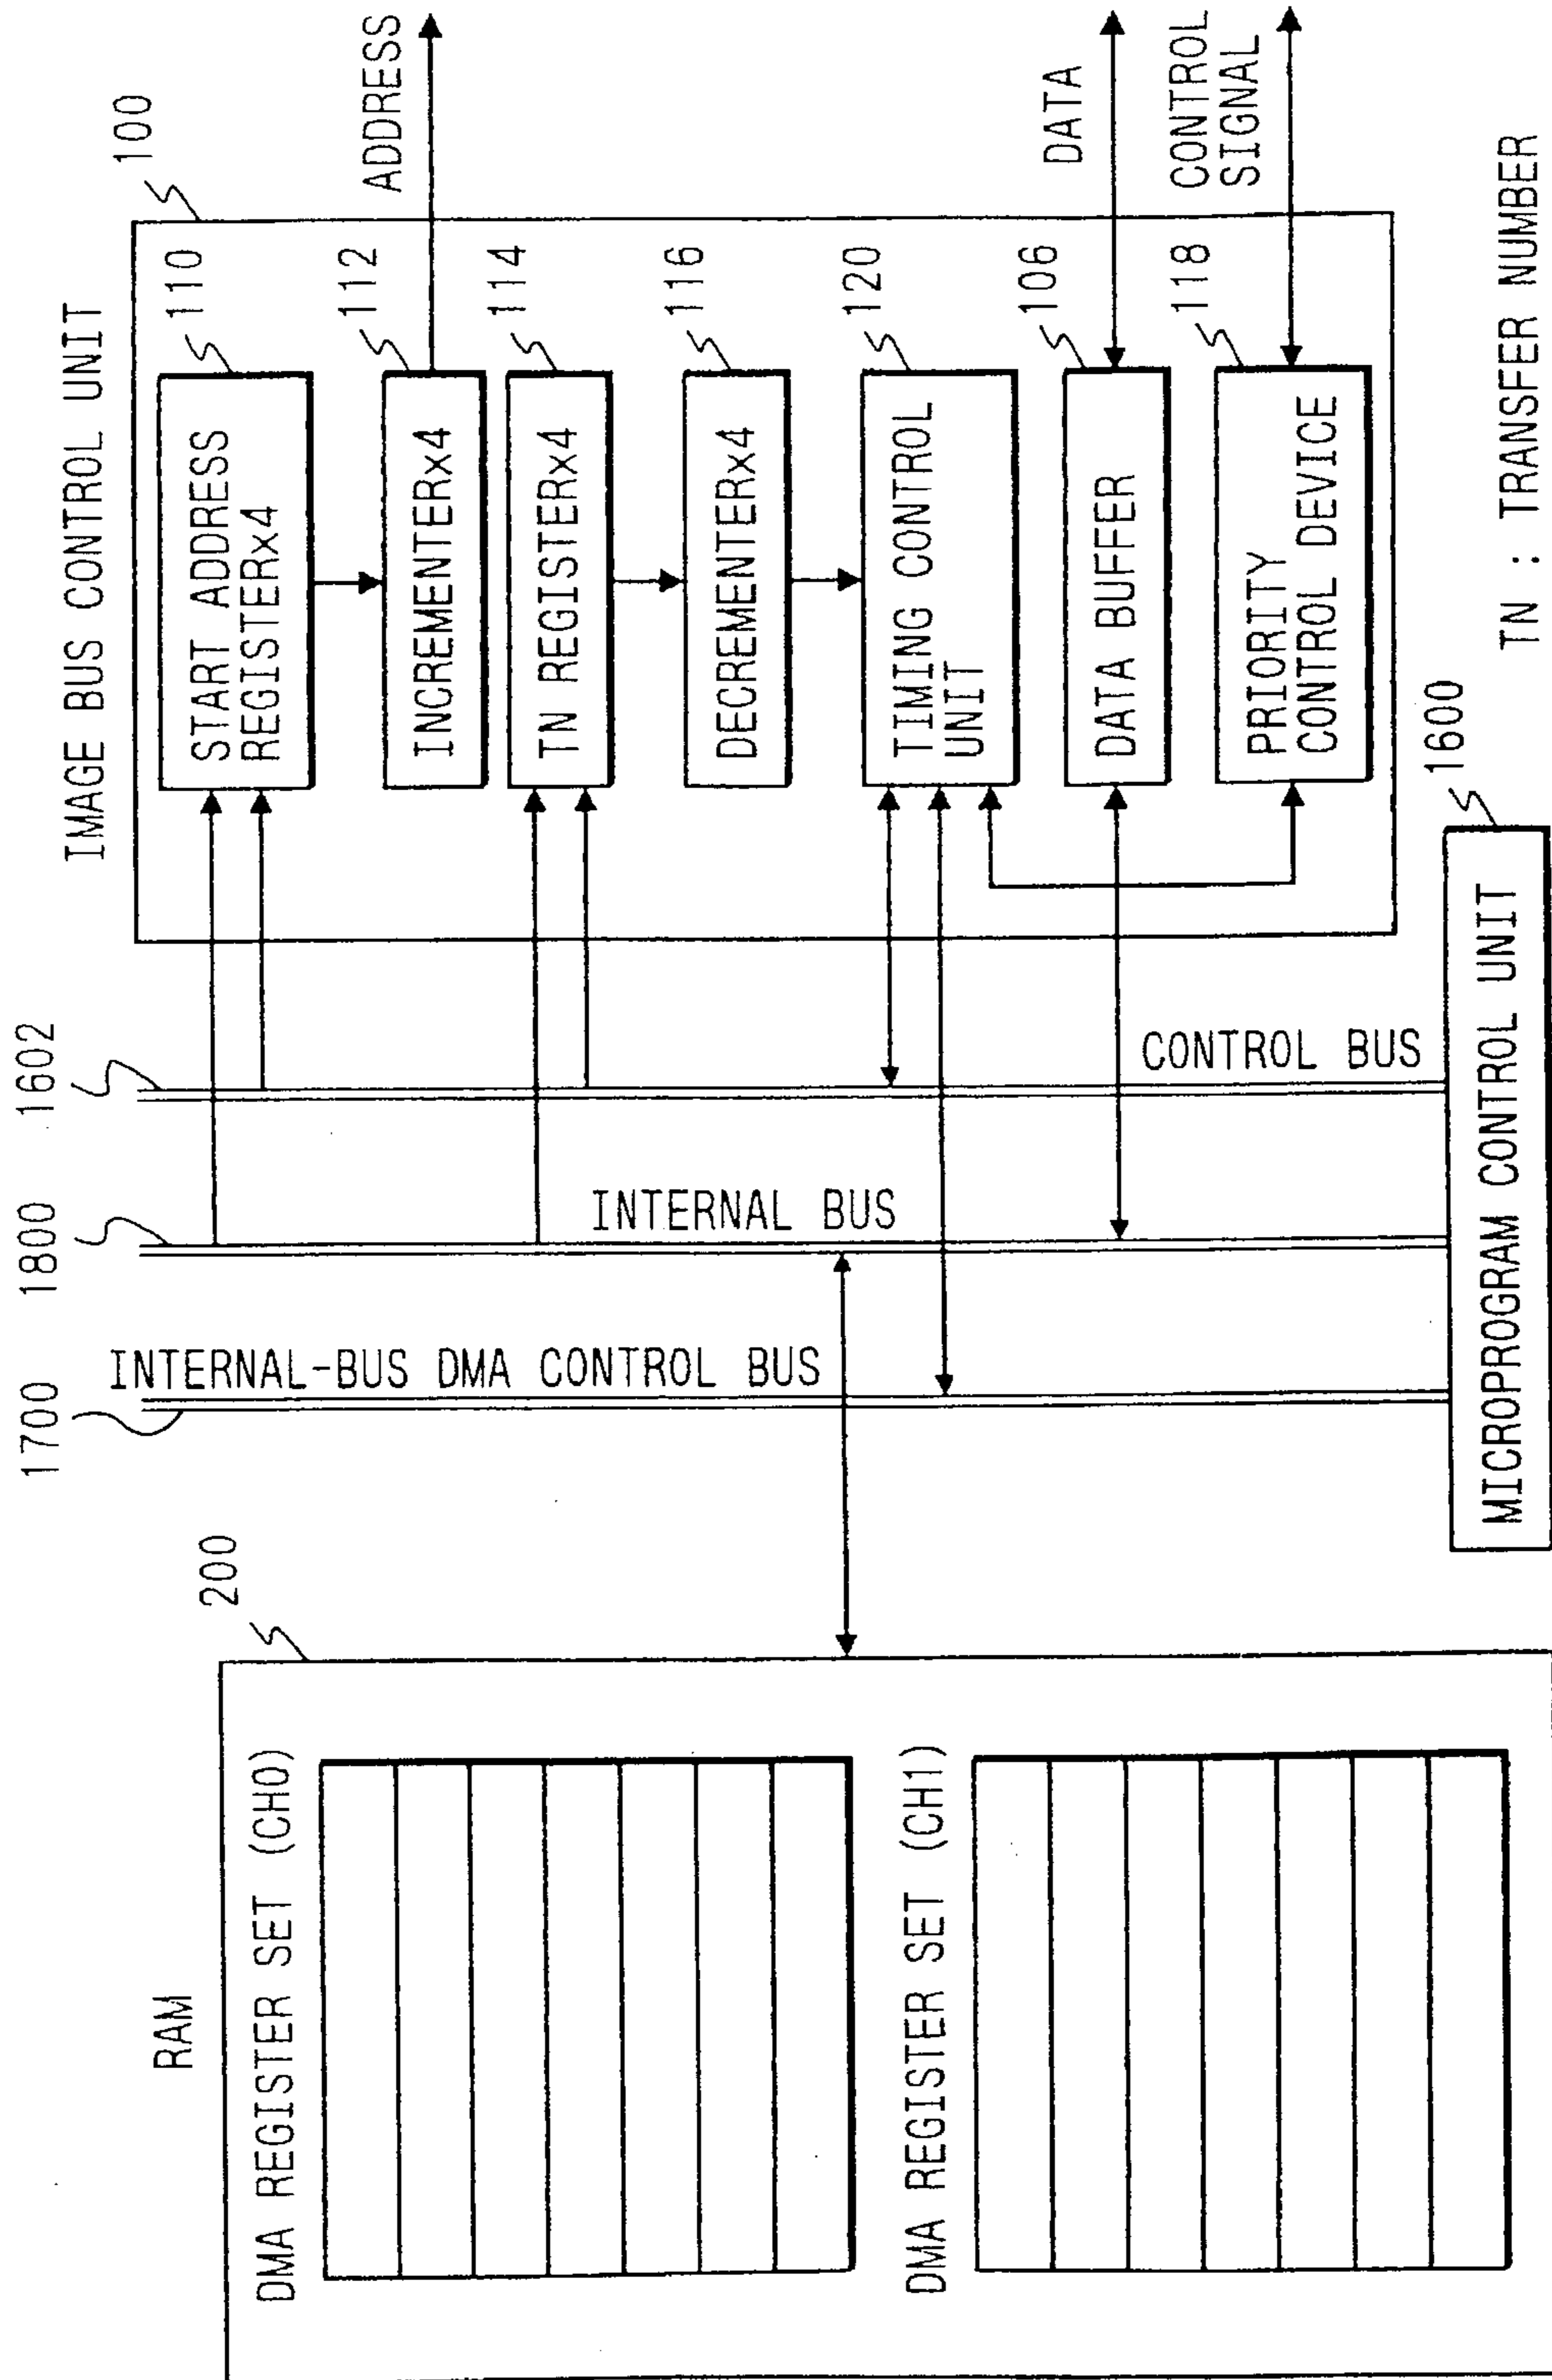 RAM
200
DMA REGISTER SET (CH0)
DMA REGISTER SET (CH1)
1700
1800
1602
INTERNAL-BUS DMA CONTROL BUS
INTERNAL BUS
CONTROL BUS
MICROPROGRAM CONTROL UNIT
1600
IMAGE BUS CONTROL UNIT
100
START ADDRESS
REGISTERx4
110
INCREMENTERx4
112
TN REGISTERx4
114
DECREMENTERx4
116
TIMING CONTROL
UNIT
120
DATA BUFFER
106
PRIORITY
CONTROL DEVICE
118
ADDRESS
DATA
CONTROL
SIGNAL
TN : TRANSFER NUMBER